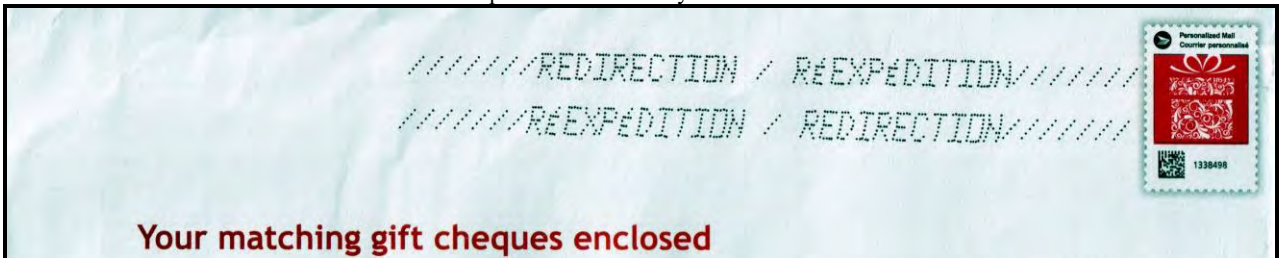 ///////REDIRECTION / RÉEXPÉDITION///////
///////RÉEXPÉDITION / REDIRECTION///////
Personalized Mail
Courrier personnalisé
1338498
Your matching gift cheques enclosed